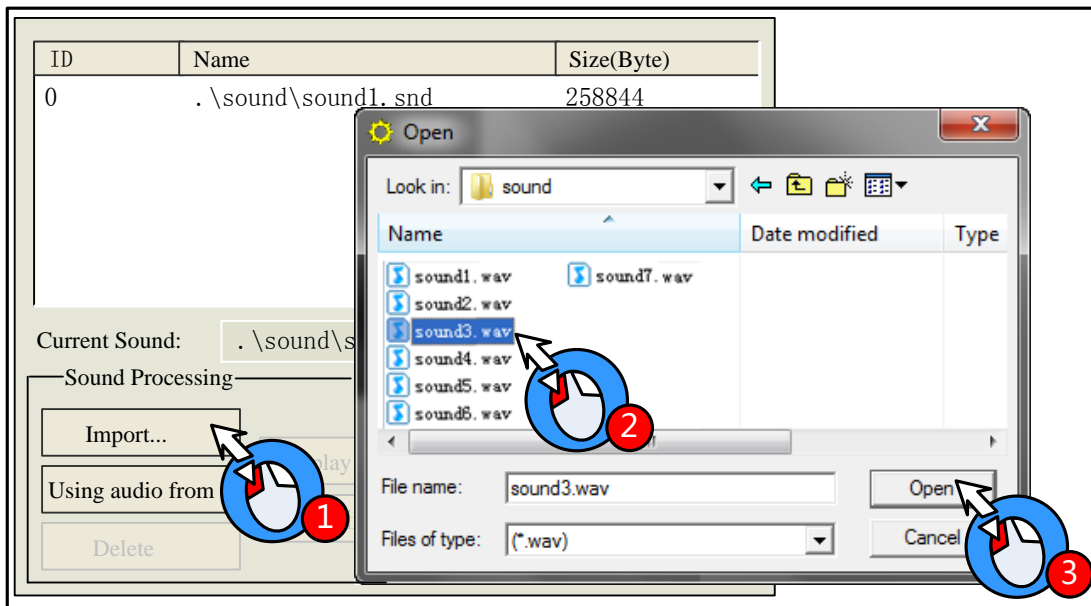 ID Name Size(Byte)
0 .\sound\sound1.snd 258844
Open
Look in: sound
Name Date modified Type
sound1.wav sound7.wav
sound2.wav
sound3.wav
sound4.wav
sound5.wav
sound6.wav
Current Sound: .\sound\s
Sound Processing
Import...
lay
Using audio from
Delete
File name: sound3.wav Open
Files of type: (*.wav) Cancel
1
2
3